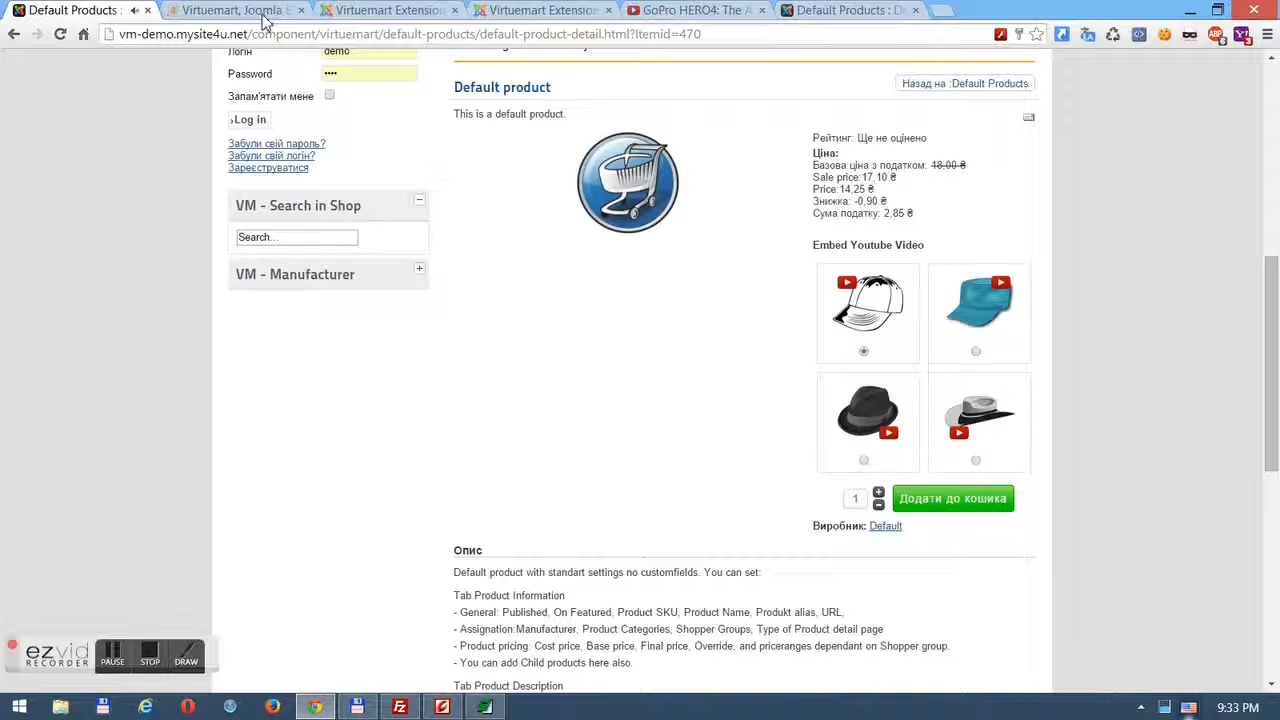 Default Products :
Virtuemart, Joomla E
Virtuemart Extension
Virtuemart Extension
GoPro HERO4: The A
Default Products : De
vm-demo.mysite4u.net/component/virtuemart/default-products/default-product-detail.html?Itemid=470
Логін
demo
Password
••••
Запам'ятати мене
›Log in
Забули свій пароль?
Забули свій логін?
Зареєструватися
VM - Search in Shop
Search...
VM - Manufacturer
Default product
Назад на :Default Products
This is a default product.
Рейтинг: Ще не оцінено
Ціна:
Базова ціна з податком: 18,00 ₴
Sale price:17,10 ₴
Price:14,25 ₴
Знижка: -0,90 ₴
Сума податку: 2,85 ₴
Embed Youtube Video
1
Додати до кошика
Виробник: Default
Опис
Default product with standart settings no customfields. You can set:
Tab Product Information
- General: Published, On Featured, Product SKU, Product Name, Produkt alias, URL,
- Assignation:Manufacturer, Product Categories, Shopper Groups, Type of Product detail page
- Product pricing: Cost price, Base price, Final price, Override, and priceranges dependant on Shopper group.
- You can add Child products here also.
Tab Product Description
ezvid
RECORDER
PAUSE
STOP
DRAW
9:33 PM